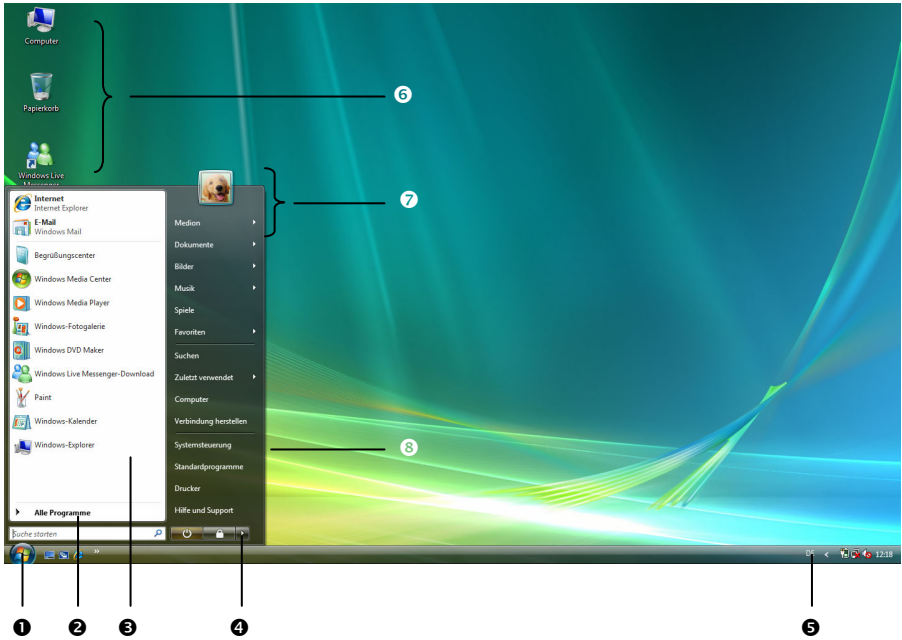 Computer
Papierkorb
Windows Live
Messenger
❻
❼
Internet
Internet Explorer
E-Mail
Windows Mail
Begrüßungscenter
Windows Media Center
Windows Media Player
Windows-Fotogalerie
Windows DVD Maker
Windows Live Messenger-Download
Paint
Windows-Kalender
Windows-Explorer
Alle Programme
Suche starten
Medion
Dokumente
Bilder
Musik
Spiele
Favoriten
Suchen
Zuletzt verwendet
Computer
Verbindung herstellen
Systemsteuerung
Standardprogramme
Drucker
Hilfe und Support
❽
»
DE
<
12:18
❶
❷
❸
❹
❺